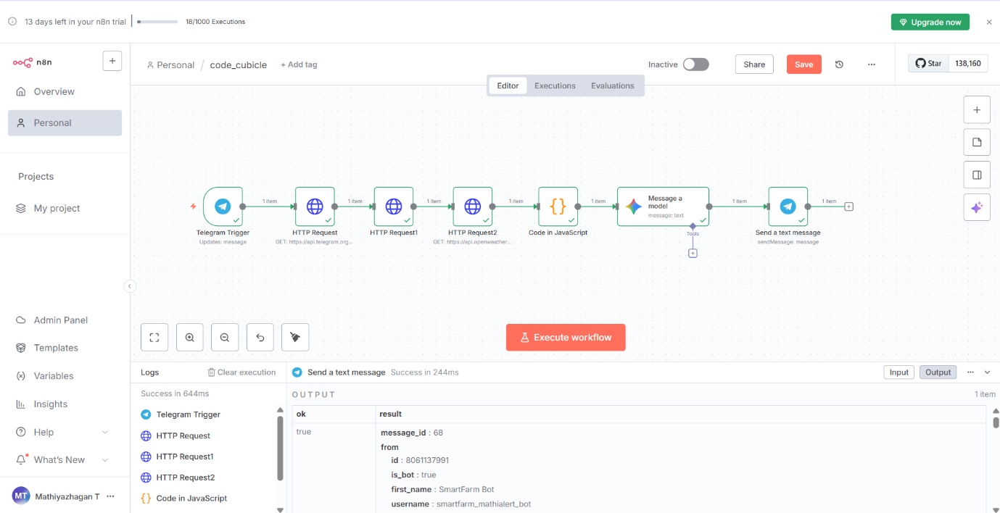 13 days left in your n8n trial 18/1000 Executions Upgrade now
n8n
Personal / code_cubicle + Add tag Inactive Share Save Star 138,160
Editor Executions Evaluations
Overview
Personal
Projects
My project
1 item 1 item 1 item 1 item 1 item 1 item 1 item
{} Message a
model
message: text
Telegram Trigger HTTP Request HTTP Request1 HTTP Request2 Code in JavaScript Tools Send a text message
Updates: message GET: https://api.telegram.org... GET: https://api.openweather... sendMessage: message
Admin Panel
Templates
Variables
Insights
Help
What's New
MT Mathiyazhagan T
Execute workflow
Logs Clear execution
Success in 644ms
Telegram Trigger
HTTP Request
HTTP Request1
HTTP Request2
{} Code in JavaScript
Send a text message Success in 244ms Input Output
OUTPUT 1 item
ok result
true message_id : 68
from
id : 8061137991
is_bot : true
first_name : SmartFarm Bot
username : smartfarm_mathialert_bot